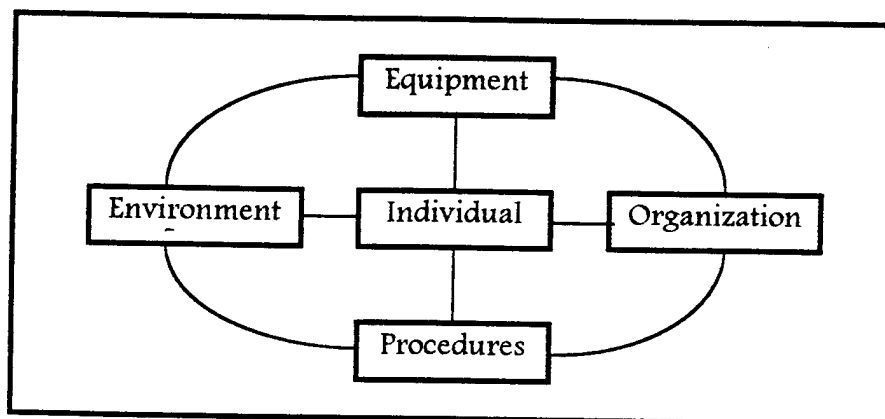 Equipment
Environment
Individual
Organization
Procedures